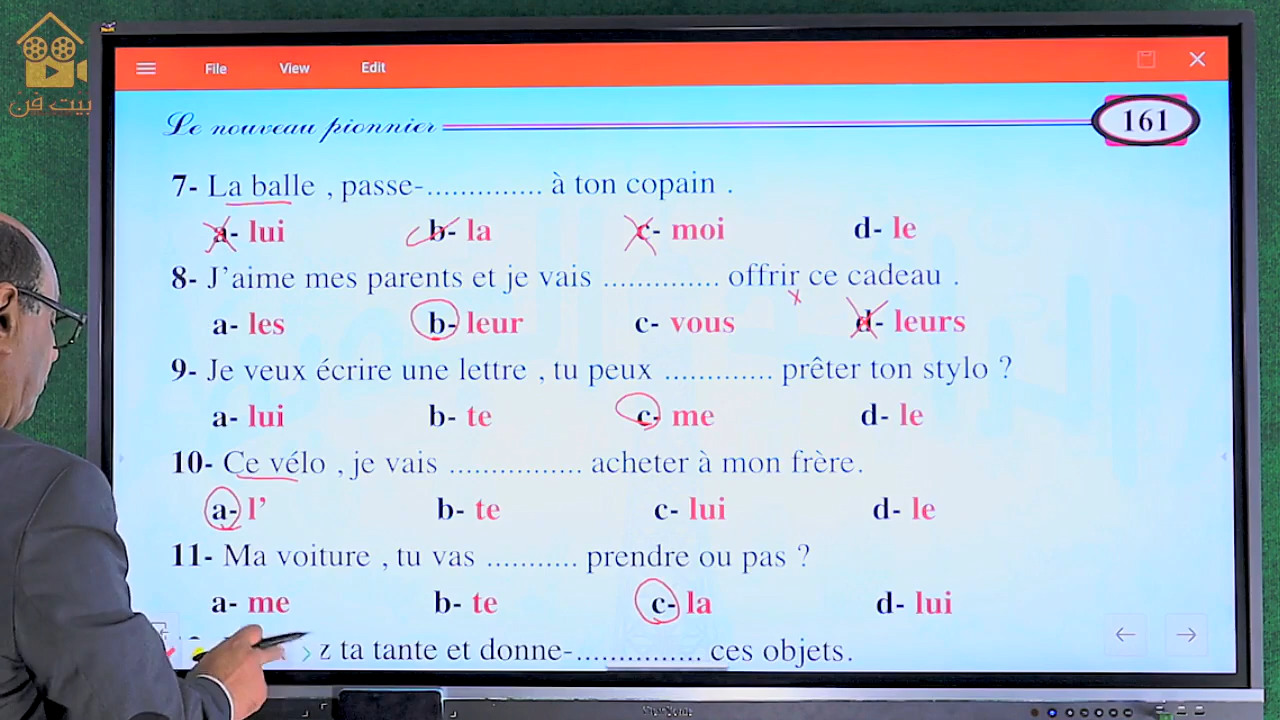 بيت فن
File View Edit
Le nouveau pionnier 161
7- La balle , passe-............... à ton copain .
a- lui b- la c- moi d- le
8- J'aime mes parents et je vais ............... offrir ce cadeau .
a- les b- leur c- vous d- leurs
9- Je veux écrire une lettre , tu peux .............. prêter ton stylo ?
a- lui b- te c- me d- le
10- Ce vélo , je vais ................. acheter à mon frère.
a- l' b- te c- lui d- le
11- Ma voiture , tu vas ............ prendre ou pas ?
a- me b- te c- la d- lui
z ta tante et donne-................ ces objets.